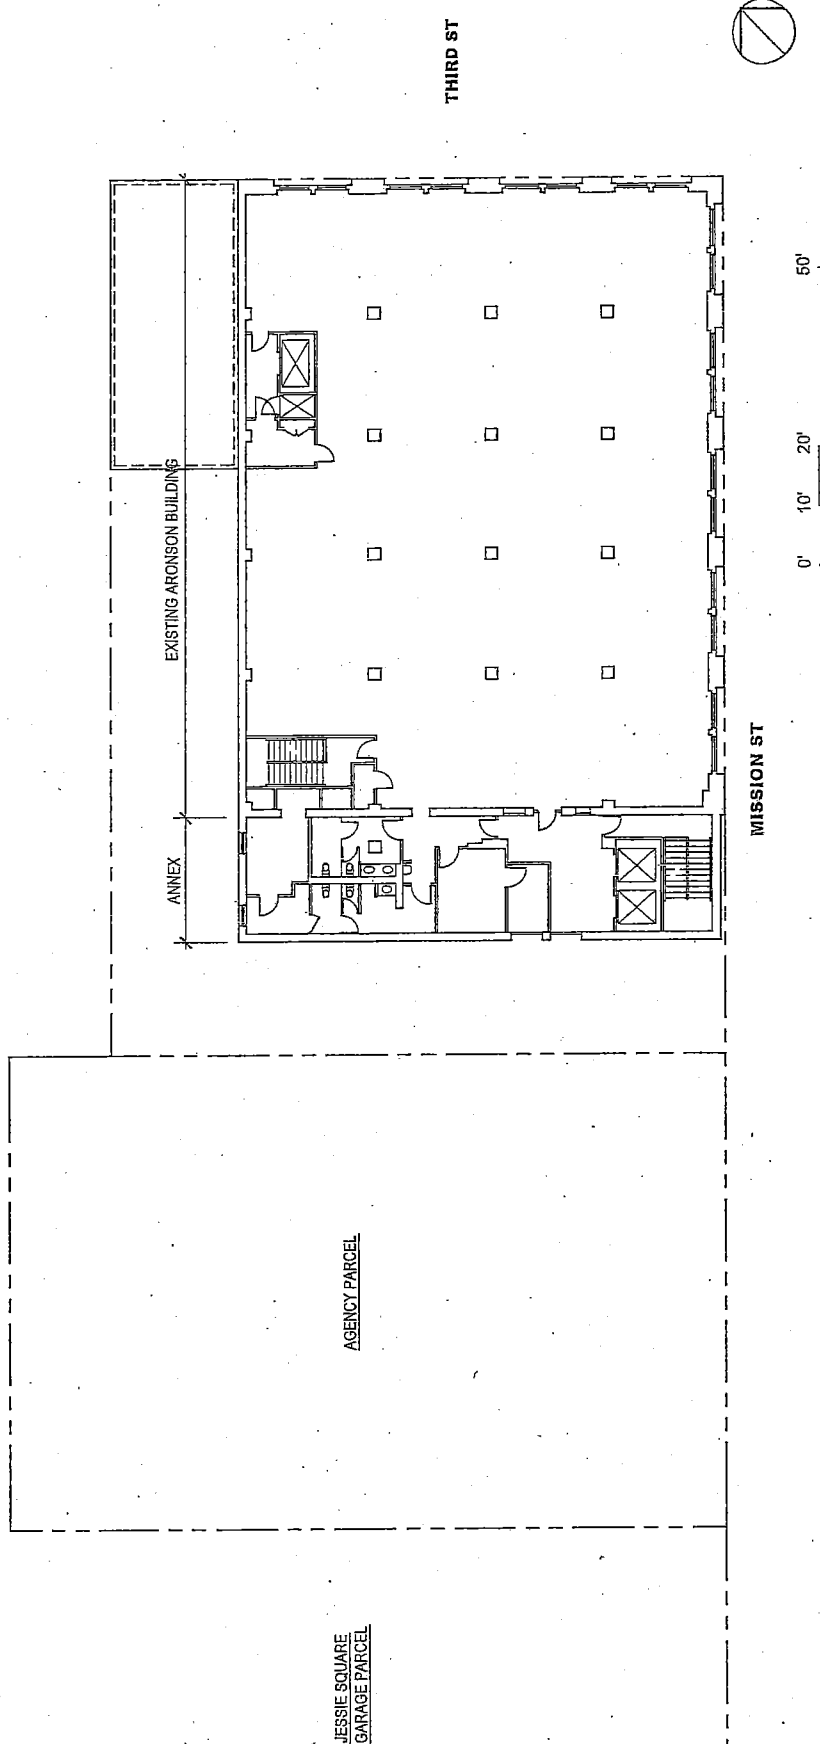 THIRD ST
EXISTING ARONSON BUILDING
50'
20'
10'
0'
ANNEX
MISSION ST
AGENCY PARCEL
JESSIE SQUARE
GARAGE PARCEL